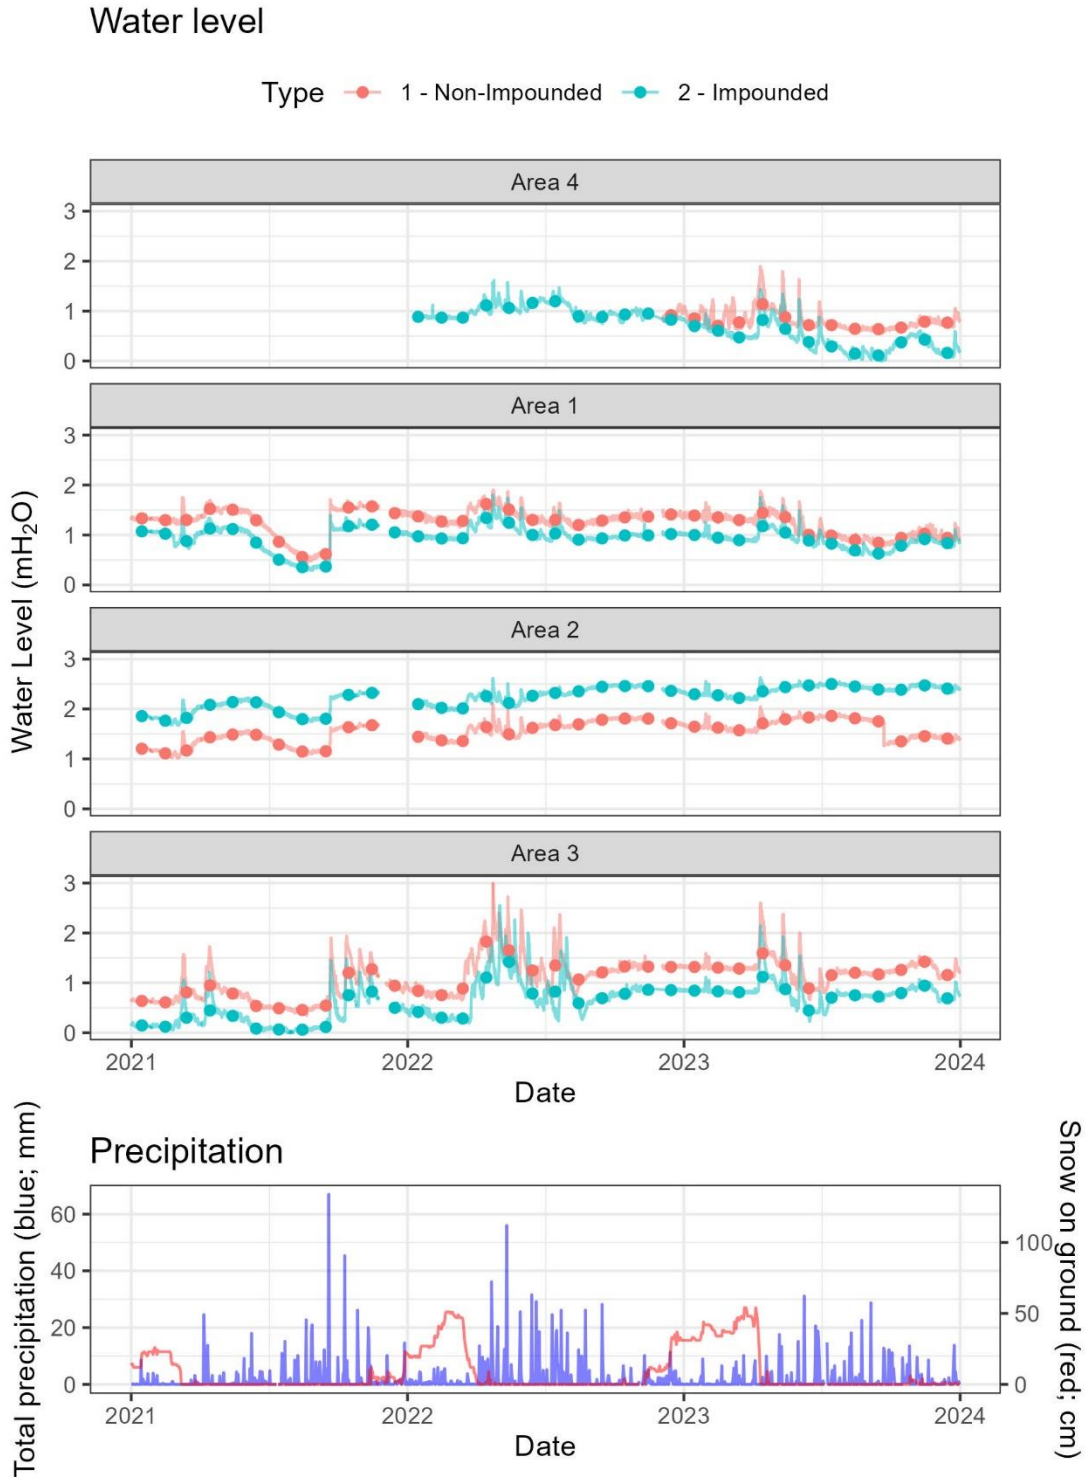 Water level
Type 1 - Non-Impounded 2 - Impounded
Area 4
3
2
1
0
Area 1
3
2
1
0
Area 2
3
2
1
0
Area 3
3
2
1
0
Water Level (mH₂O)
2021 2022 2023 2024
Date
Precipitation
Total precipitation (blue; mm)
60
40
20
0
100
50
0
Snow on ground (red; cm)
2021 2022 2023 2024
Date